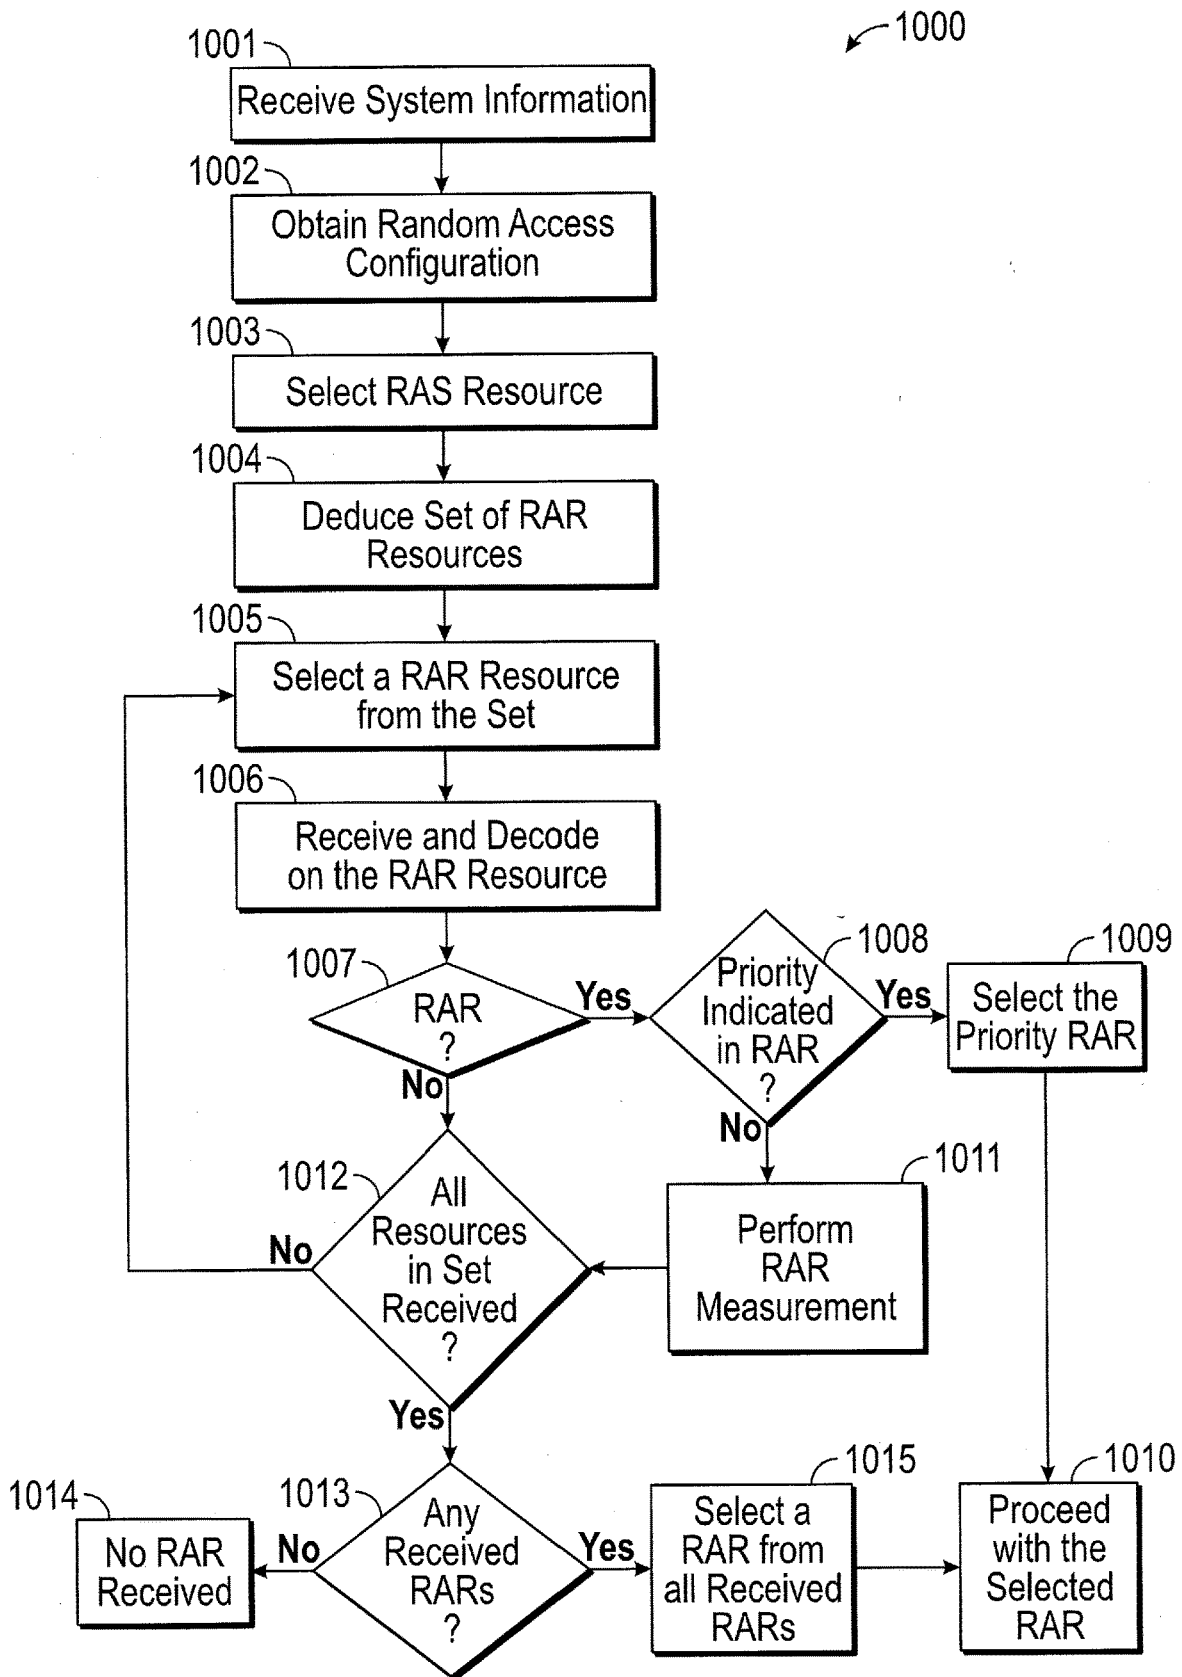 1000
1001
Receive System Information
1002
Obtain Random Access
Configuration
1003
Select RAS Resource
1004
Deduce Set of RAR
Resources
1005
Select a RAR Resource
from the Set
1006
Receive and Decode
on the RAR Resource
1007
RAR
?
Yes
No
1008
Priority
Indicated
in RAR
?
Yes
No
1009
Select the
Priority RAR
1011
Perform
RAR
Measurement
1012
All
Resources
in Set
Received
?
No
Yes
1013
Any
Received
RARs
?
No
Yes
1014
No RAR
Received
1015
Select a
RAR from
all Received
RARs
1010
Proceed
with the
Selected
RAR